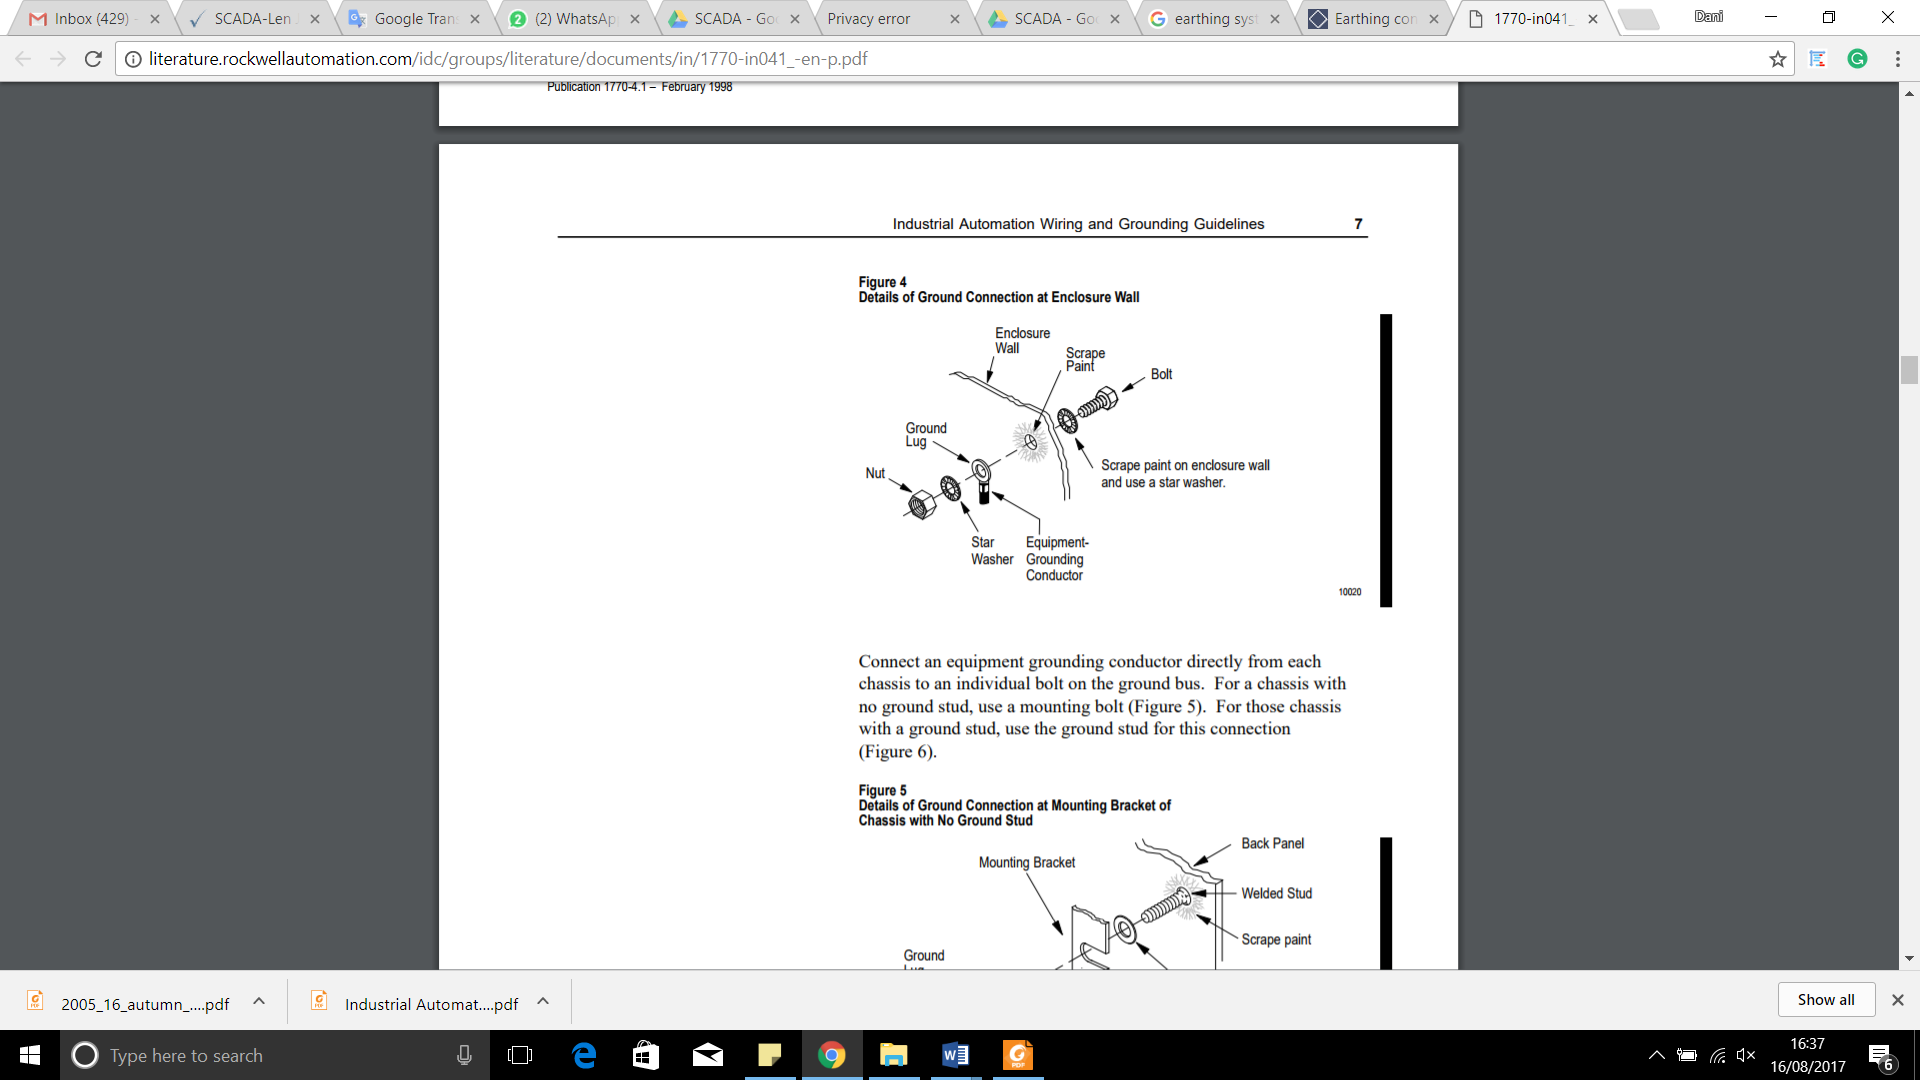 Inbox (429) -
SCADA-Len
Google Tran
(2) WhatsAp
SCADA - Goo
Privacy error
SCADA - Goo
earthing syst
Earthing con
1770-in041_
Dani
literature.rockwellautomation.com/idc/groups/literature/documents/in/1770-in041_-en-p.pdf
Publication 1770-4.1 – February 1998
Industrial Automation Wiring and Grounding Guidelines 7
Figure 4
Details of Ground Connection at Enclosure Wall
Enclosure
Wall
Scrape
Paint
Bolt
Ground
Lug
Nut
Scrape paint on enclosure wall
and use a star washer.
Star
Washer
Equipment-
Grounding
Conductor
10020
Connect an equipment grounding conductor directly from each
chassis to an individual bolt on the ground bus. For a chassis with
no ground stud, use a mounting bolt (Figure 5). For those chassis
with a ground stud, use the ground stud for this connection
(Figure 6).
Figure 5
Details of Ground Connection at Mounting Bracket of
Chassis with No Ground Stud
Back Panel
Mounting Bracket
Welded Stud
Scrape paint
Ground
Lug
2005_16_autumn_....pdf
Industrial Automat....pdf
Show all
Type here to search
16:37
16/08/2017
6